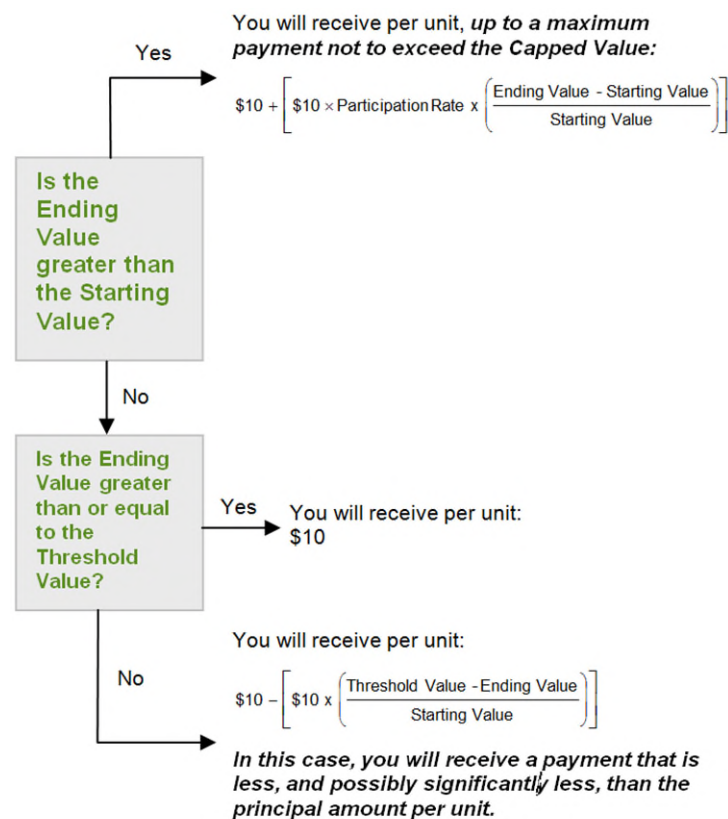 You will receive per unit, up to a maximum
payment not to exceed the Capped Value:
Yes
$10 + [ $10 × Participation Rate x ( Ending Value - Starting Value / Starting Value ) ]
Is the
Ending
Value
greater than
the Starting
Value?
No
Is the Ending
Value greater
than or equal
to the
Threshold
Value?
Yes
You will receive per unit:
$10
You will receive per unit:
No
$10 − [ $10 x ( Threshold Value - Ending Value / Starting Value ) ]
In this case, you will receive a payment that is
less, and possibly significantly less, than the
principal amount per unit.